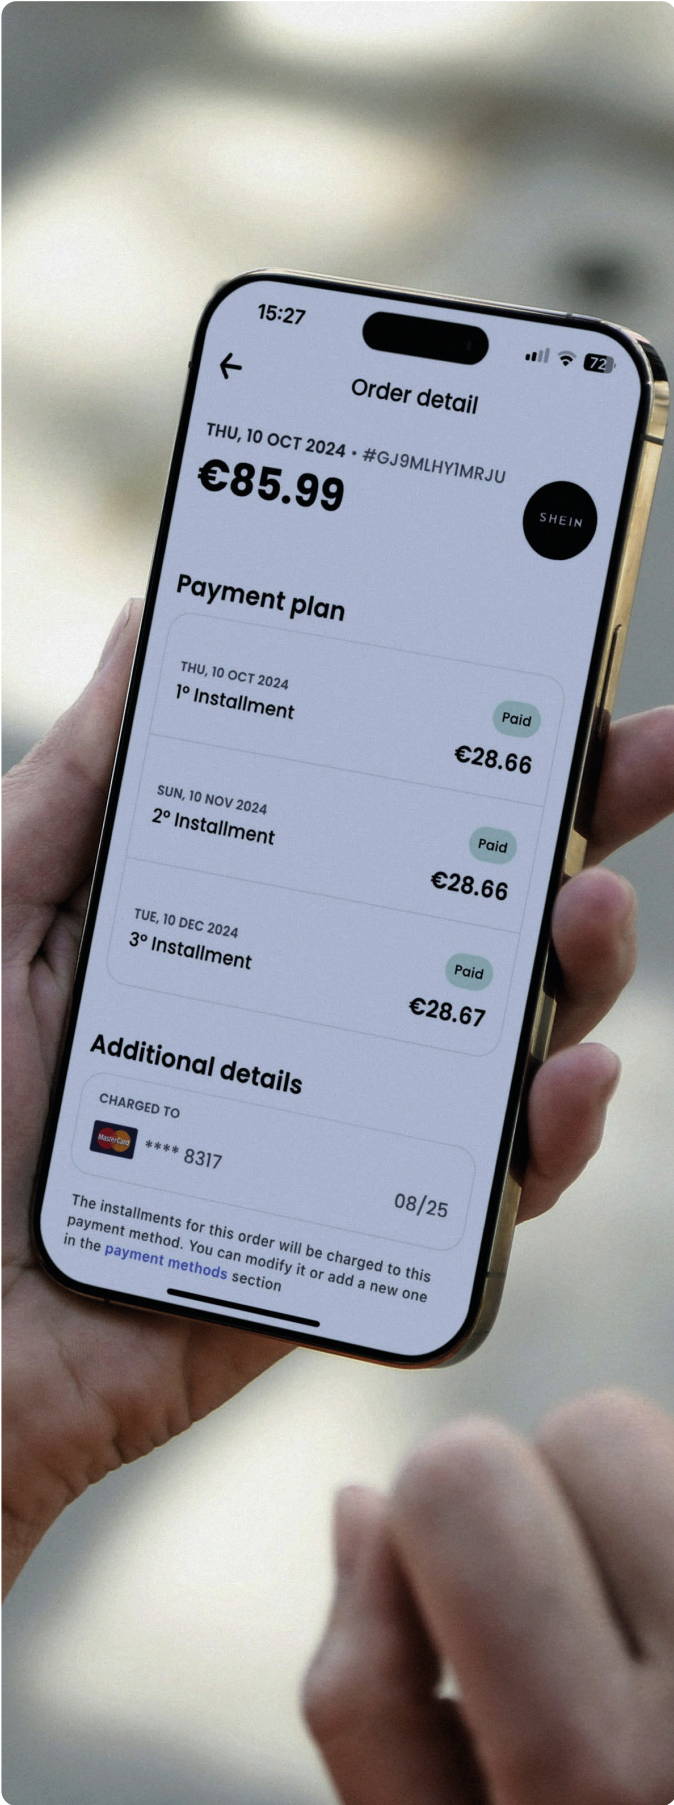 15:27
72
Order detail
THU, 10 OCT 2024 • #GJ9MLHY1MRJU
€85.99
SHEIN
Payment plan
THU, 10 OCT 2024
1º Installment
Paid
€28.66
SUN, 10 NOV 2024
2º Installment
Paid
€28.66
TUE, 10 DEC 2024
3º Installment
Paid
€28.67
Additional details
CHARGED TO
MasterCard
**** 8317
08/25
The installments for this order will be charged to this
payment method. You can modify it or add a new one
in the payment methods section